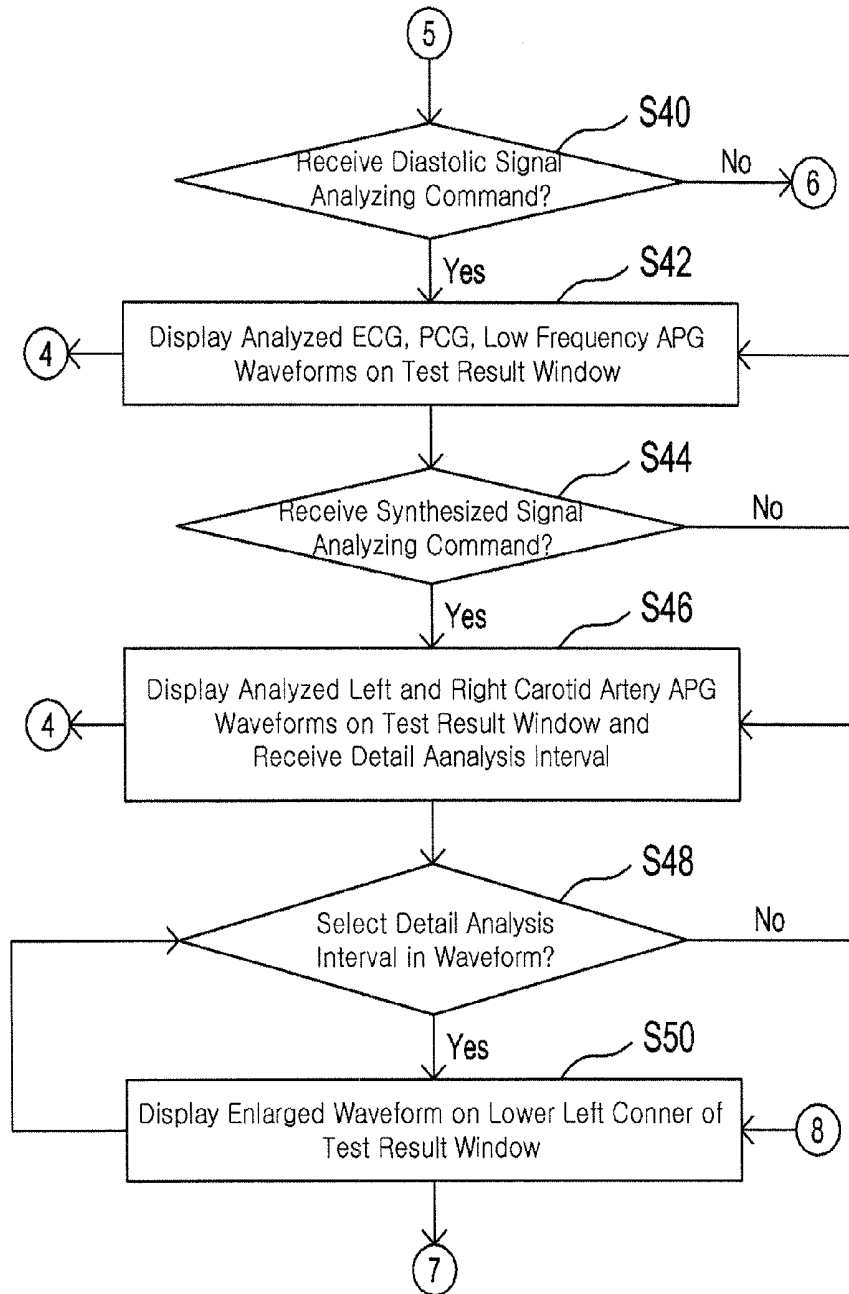 5
S40
Receive Diastolic Signal
Analyzing Command?
No
6
Yes
S42
4
Display Analyzed ECG, PCG, Low Frequency APG
Waveforms on Test Result Window
S44
Receive Synthesized Signal
Analyzing Command?
No
Yes
S46
4
Display Analyzed Left and Right Carotid Artery APG
Waveforms on Test Result Window and
Receive Detail Aanalysis Interval
S48
Select Detail Analysis
Interval in Waveform?
No
Yes
S50
Display Enlarged Waveform on Lower Left Conner of
Test Result Window
8
7